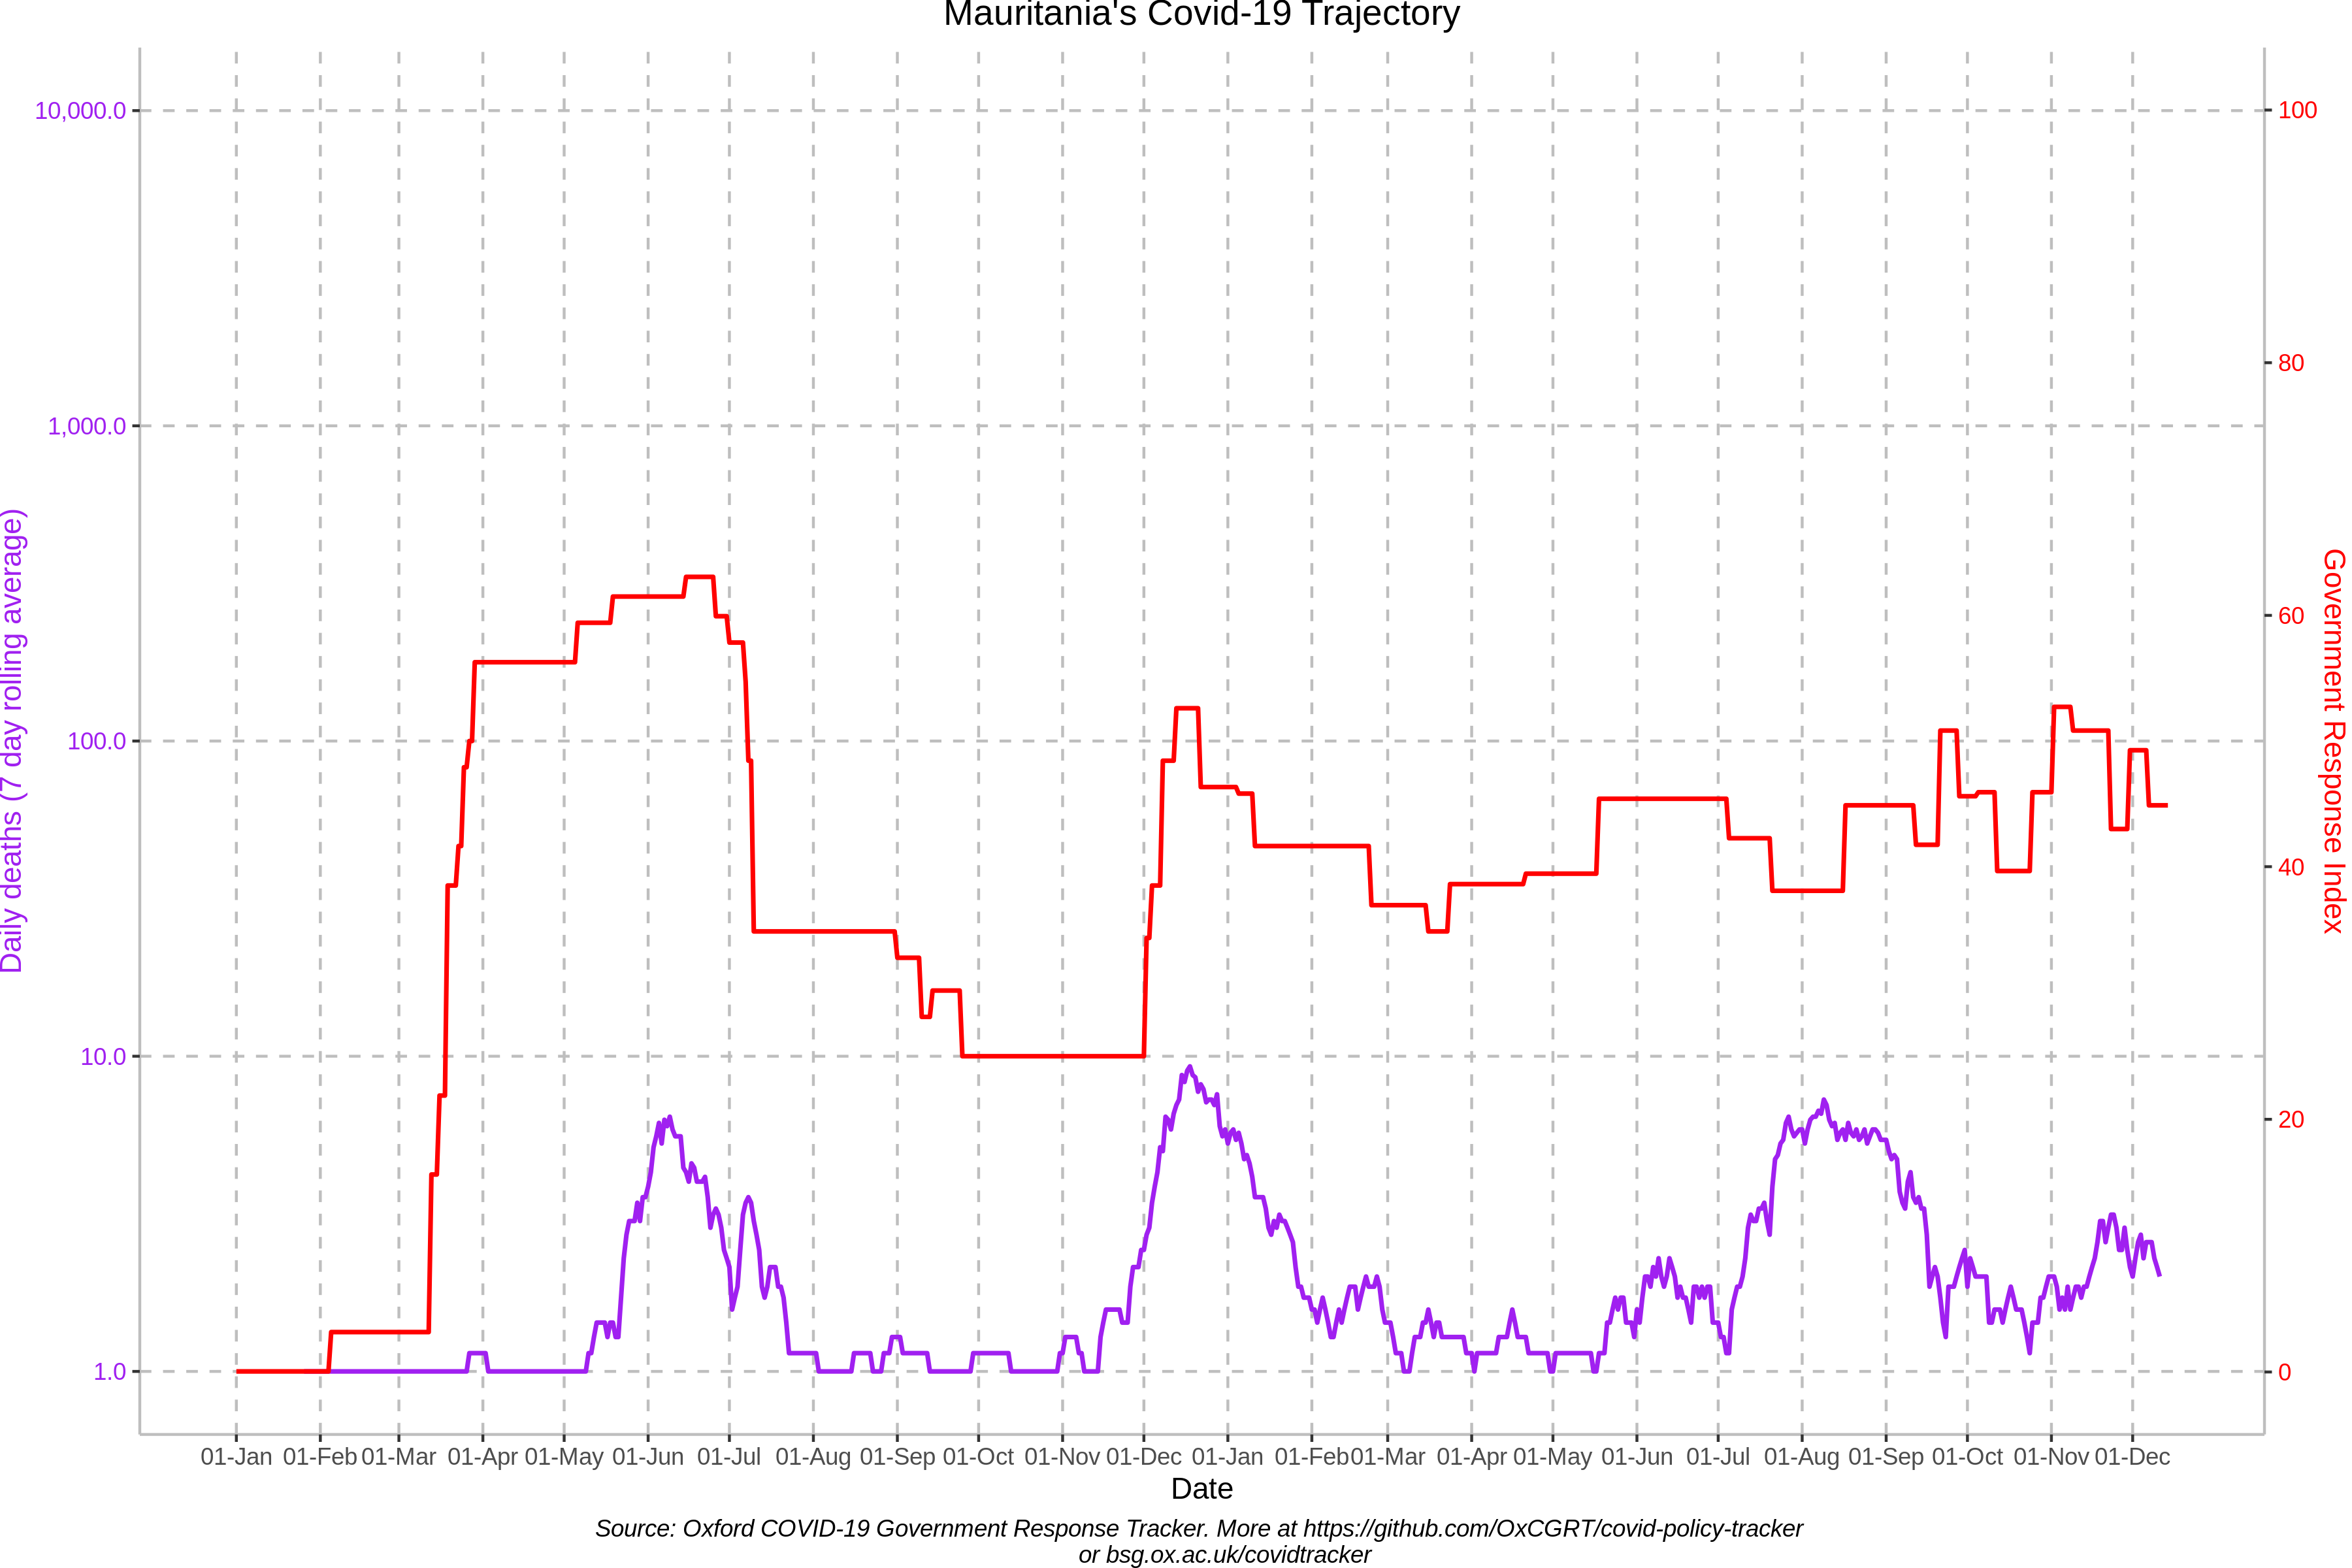 Mauritania's Covid-19 Trajectory
10,000.0
1,000.0
100.0
10.0
1.0
Daily deaths (7 day rolling average)
100
80
60
40
20
0
Government Response Index
01-Jan 01-Feb 01-Mar 01-Apr 01-May 01-Jun 01-Jul 01-Aug 01-Sep 01-Oct 01-Nov 01-Dec 01-Jan 01-Feb 01-Mar 01-Apr 01-May 01-Jun 01-Jul 01-Aug 01-Sep 01-Oct 01-Nov 01-Dec
Date
Source: Oxford COVID-19 Government Response Tracker. More at https://github.com/OxCGRT/covid-policy-tracker
or bsg.ox.ac.uk/covidtracker